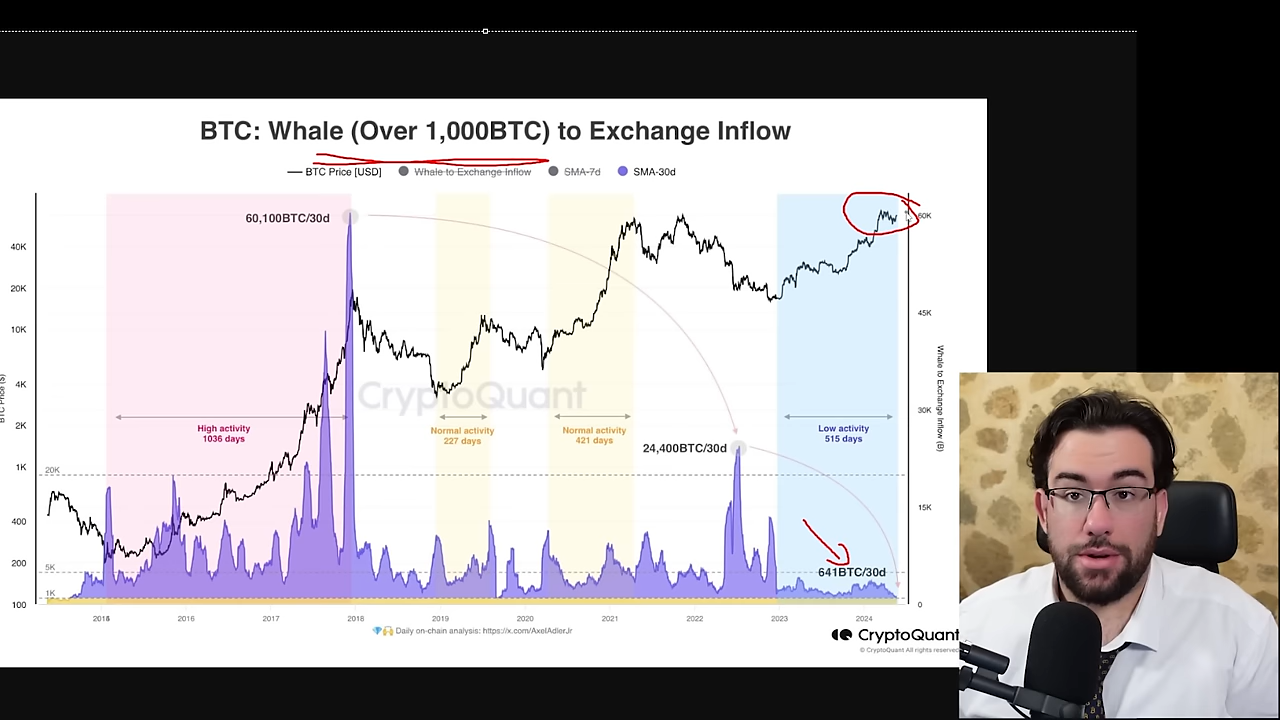 BTC: Whale (Over 1,000BTC) to Exchange Inflow
BTC Price [USD] Whale to Exchange Inflow SMA-7d SMA-30d
60,100BTC/30d
60K
40K
20K
45K
10K
CryptoQuant
4K
30K
High activity
1036 days
Normal activity
227 days
Normal activity
421 days
Low activity
515 days
2K
24,400BTC/30d
1K
20K
15K
400
200
5K
641BTC/30d
1K
100
0
BTC Price ($)
Whale to Exchange Inflow (B)
2015 2016 2017 2018 2019 2020 2021 2022 2023 2024
Daily on-chain analysis: https://x.com/AxelAdlerJr
CryptoQuant
© CryptoQuant All rights reserved